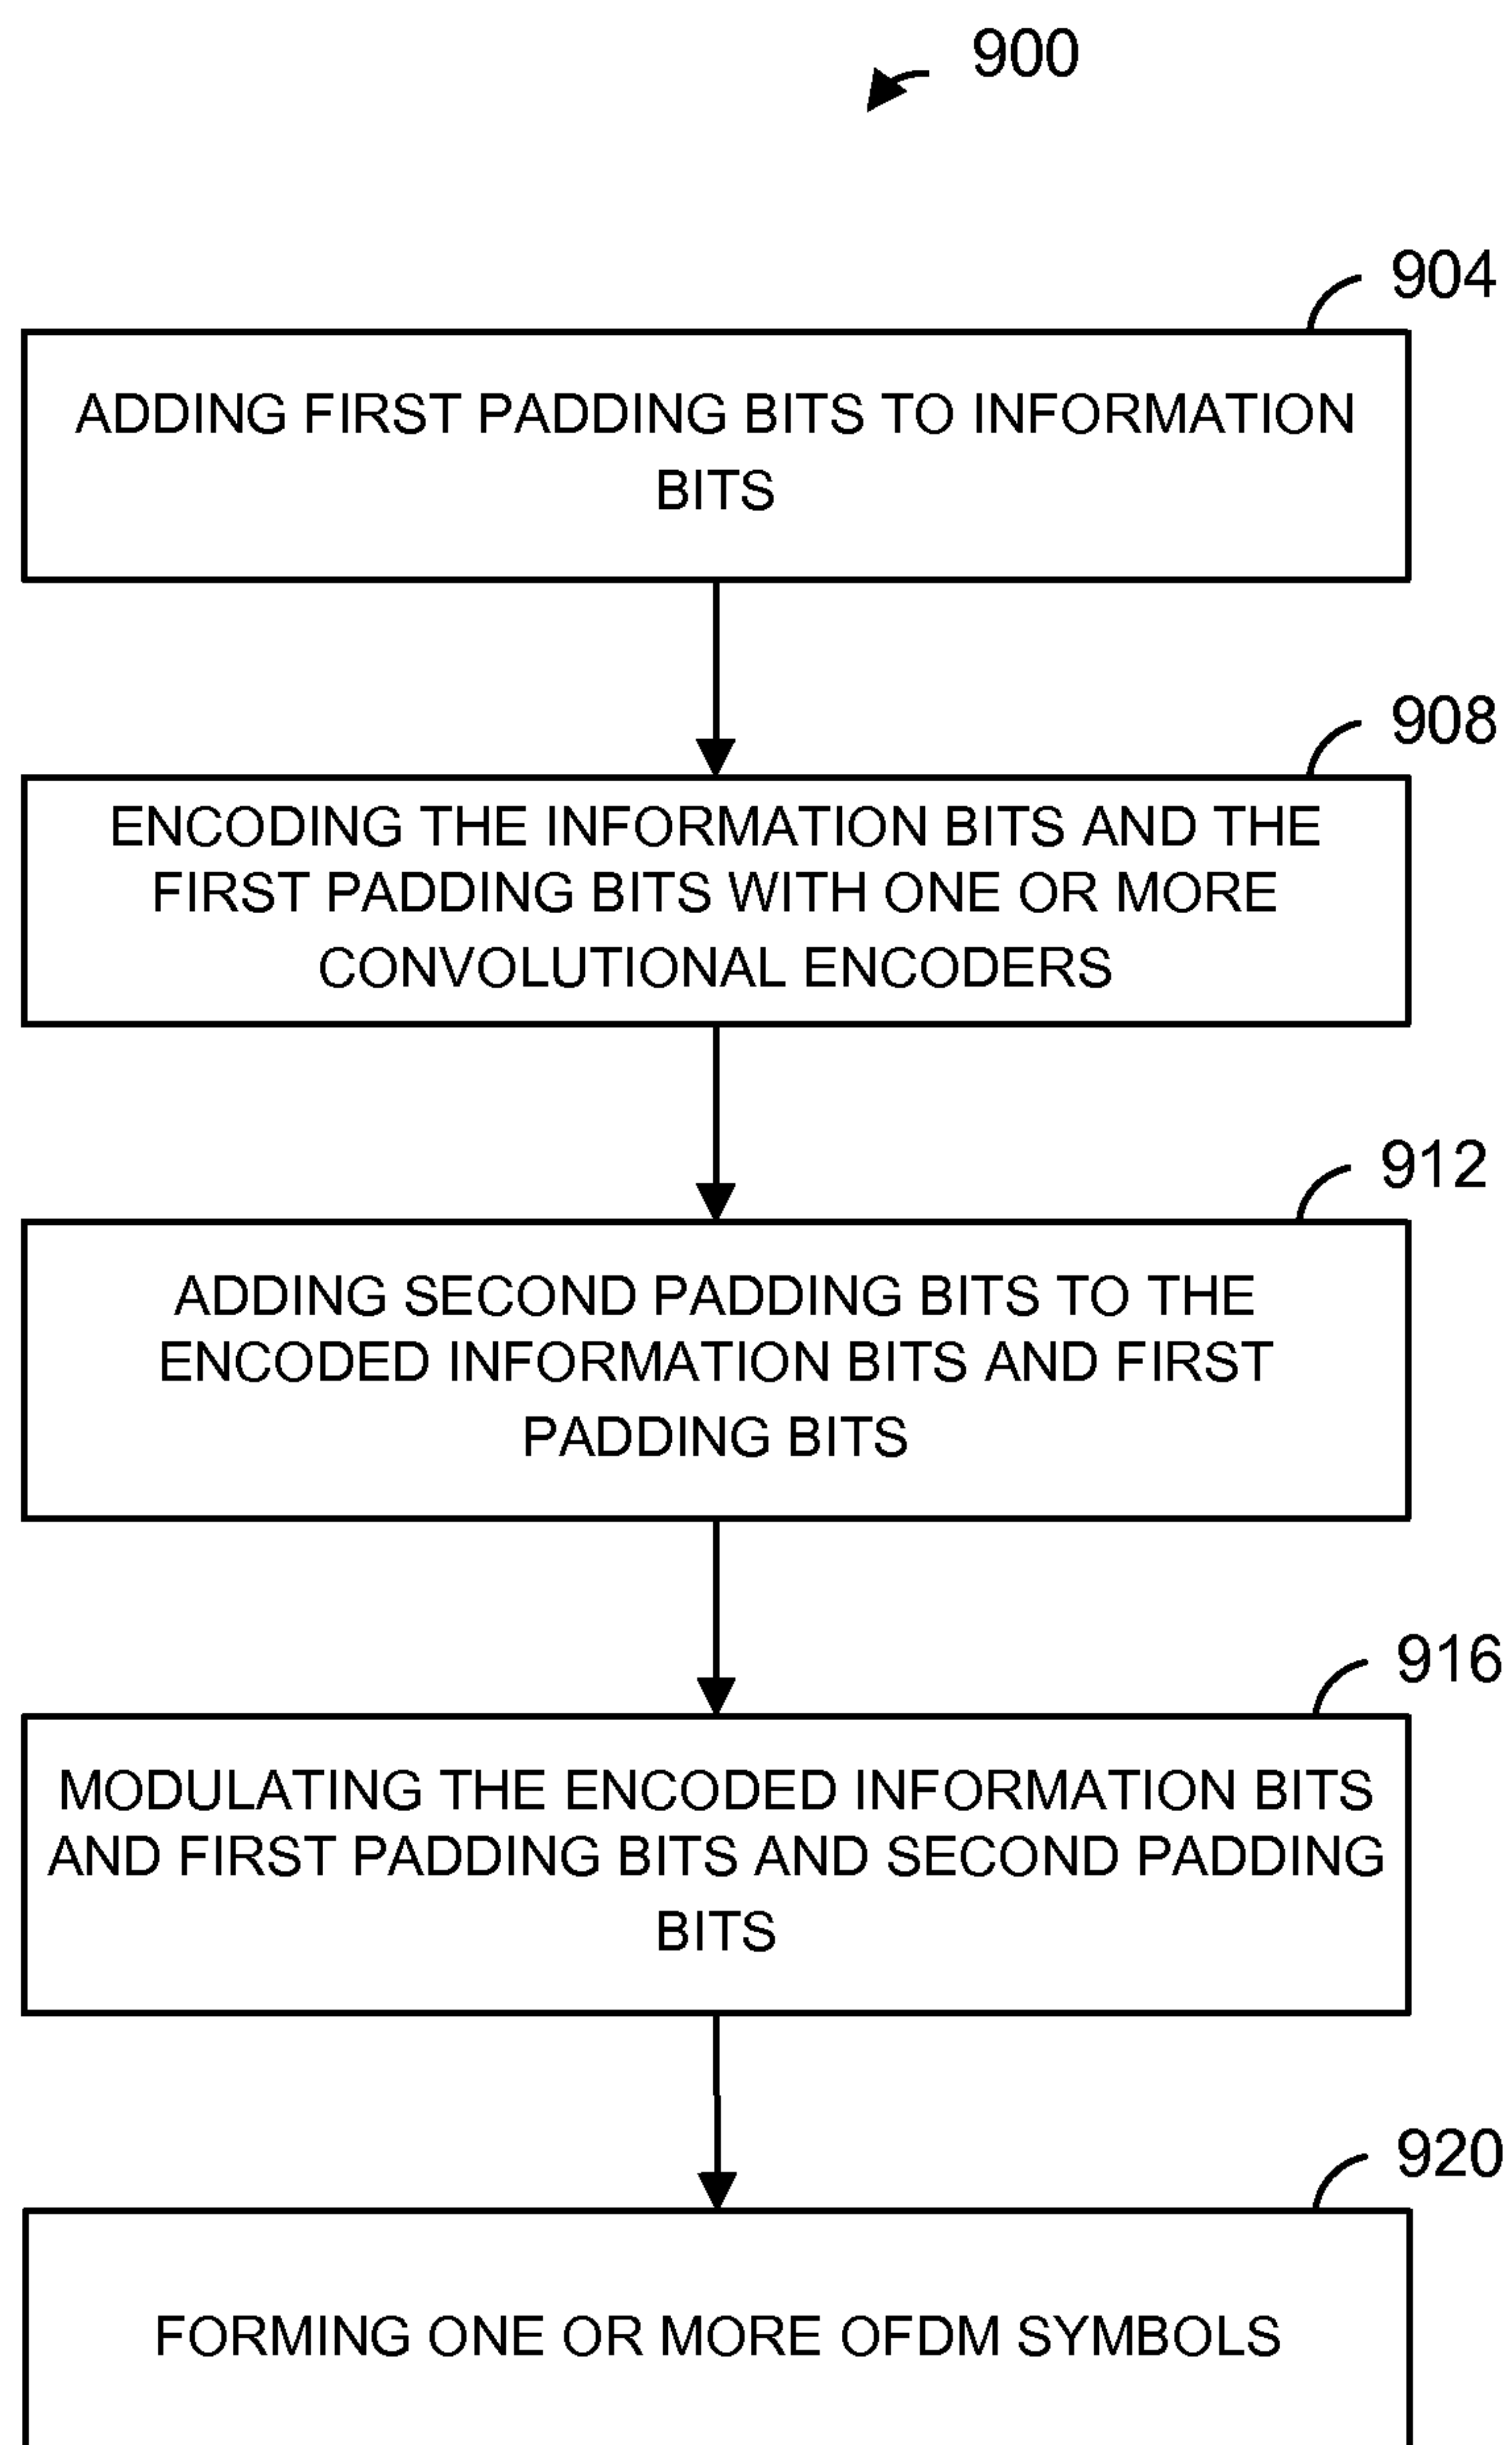 900
904
ADDING FIRST PADDING BITS TO INFORMATION
BITS
908
ENCODING THE INFORMATION BITS AND THE
FIRST PADDING BITS WITH ONE OR MORE
CONVOLUTIONAL ENCODERS
912
ADDING SECOND PADDING BITS TO THE
ENCODED INFORMATION BITS AND FIRST
PADDING BITS
916
MODULATING THE ENCODED INFORMATION BITS
AND FIRST PADDING BITS AND SECOND PADDING
BITS
920
FORMING ONE OR MORE OFDM SYMBOLS